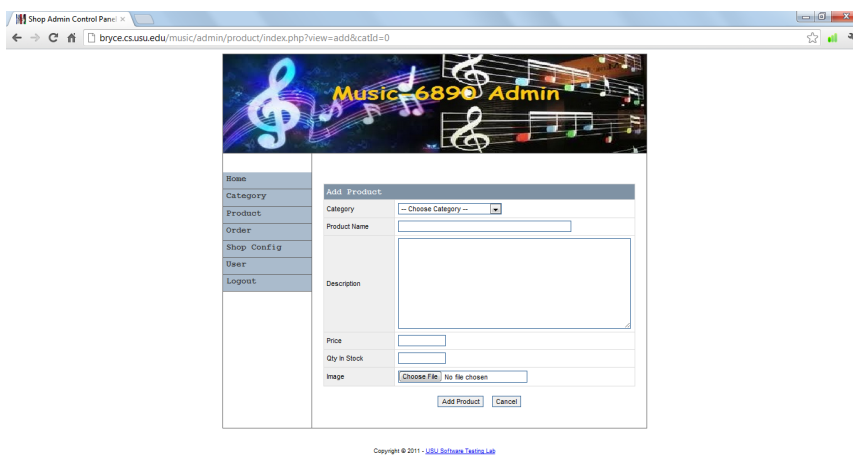 Shop Admin Control Panel
bryce.cs.usu.edu/music/admin/product/index.php?view=add&catId=0
Music-6890 Admin
Home
Category
Product
Order
Shop Config
User
Logout
Add Product
Category
-- Choose Category --
Product Name
Description
Price
Qty In Stock
Image
Choose File No file chosen
Add Product Cancel
Copyright © 2011 - USU Software Testing Lab